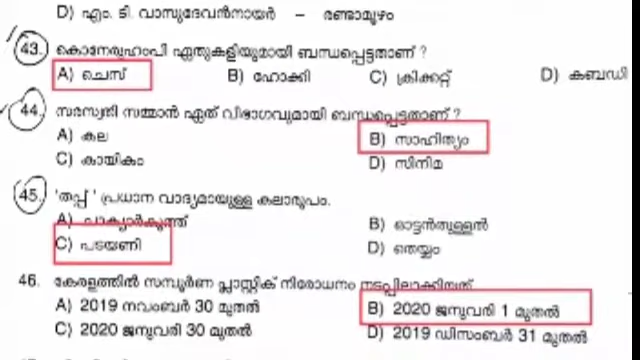 D) എം. ടി. വാസുദേവൻനായർ – രണ്ടാമൂഴം
43. കൊനേരുഹംപി ഏതുകളിയുമായി ബന്ധപ്പെട്ടതാണ് ?
A) ചെസ് B) ഹോക്കി C) ക്രിക്കറ്റ് D) കബഡി
44. സരസ്വതി സമ്മാൻ ഏത് വിഭാഗവുമായി ബന്ധപ്പെട്ടതാണ് ?
A) കല B) സാഹിത്യം
C) കായികം D) സിനിമ
45. 'തപ്പ് ' പ്രധാന വാദ്യമായുള്ള കലാരൂപം.
A) ചാക്യാർകൂത്ത് B) ഓട്ടൻതുള്ളൽ
C) പടയണി D) തെയ്യം
46. കേരളത്തിൽ സമ്പൂർണ പ്ലാസ്റ്റിക് നിരോധനം നടപ്പിലാക്കിയത്
A) 2019 നവംബർ 30 മുതൽ B) 2020 ജനുവരി 1 മുതൽ
C) 2020 ജനുവരി 30 മുതൽ D) 2019 ഡിസംബർ 31 മുതൽ